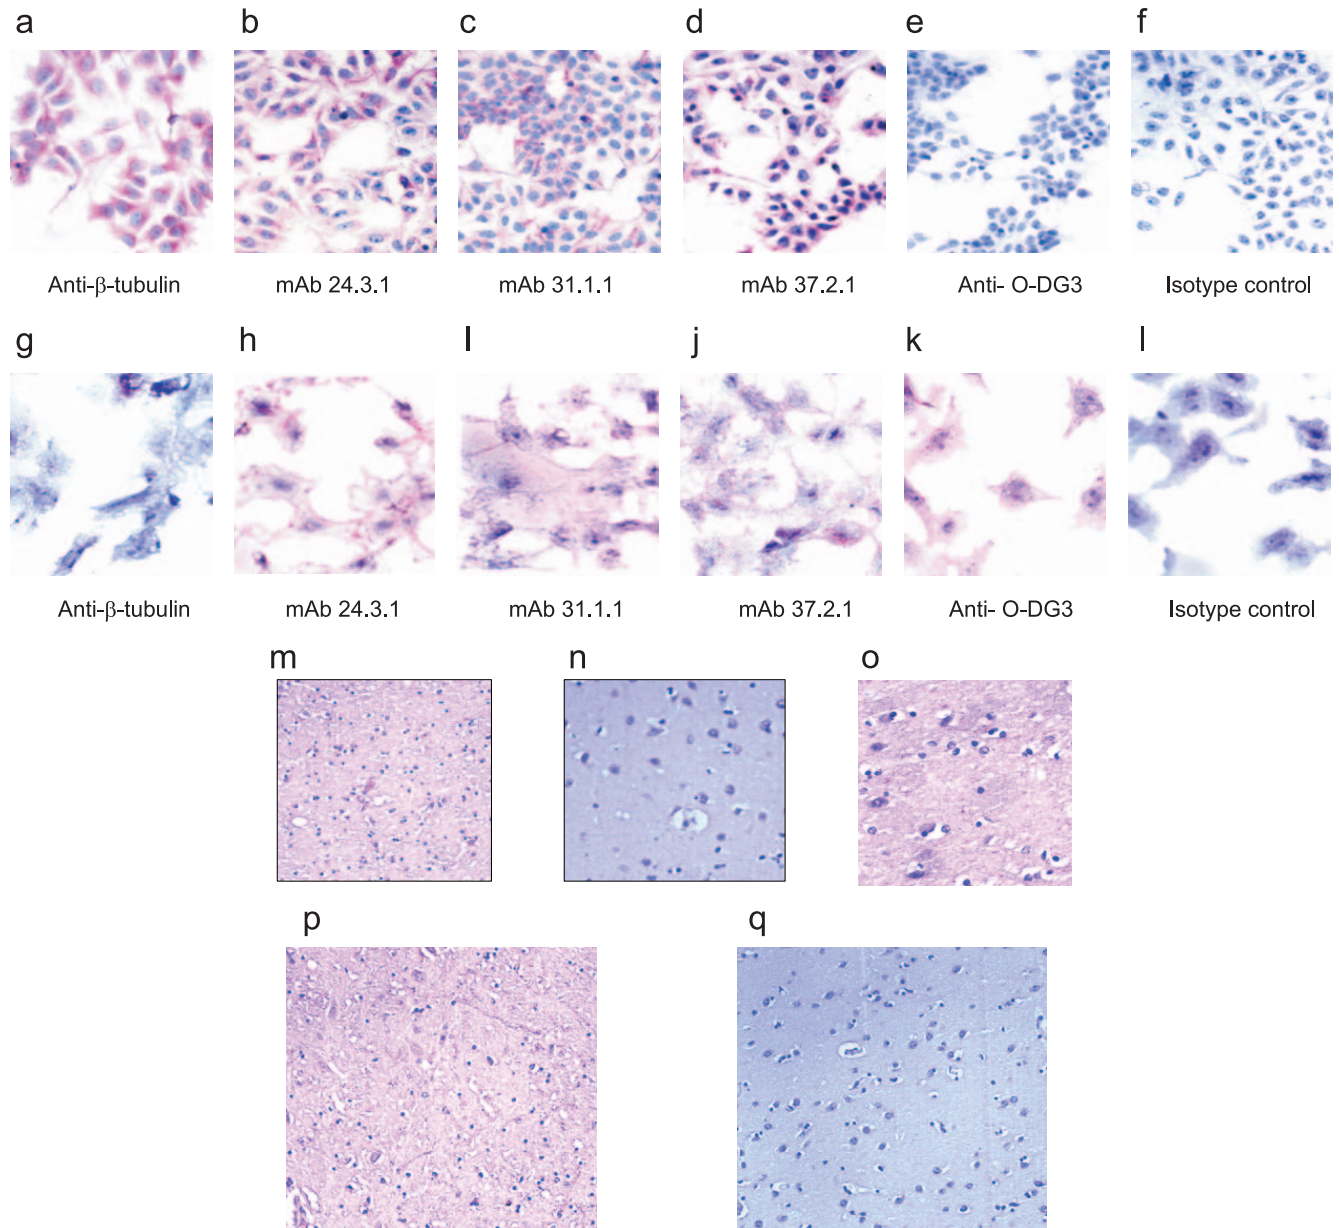 a b c d e f
Anti-β-tubulin mAb 24.3.1 mAb 31.1.1 mAb 37.2.1 Anti- O-DG3 Isotype control
g h I j k l
Anti-β-tubulin mAb 24.3.1 mAb 31.1.1 mAb 37.2.1 Anti- O-DG3 Isotype control
m n o
p q